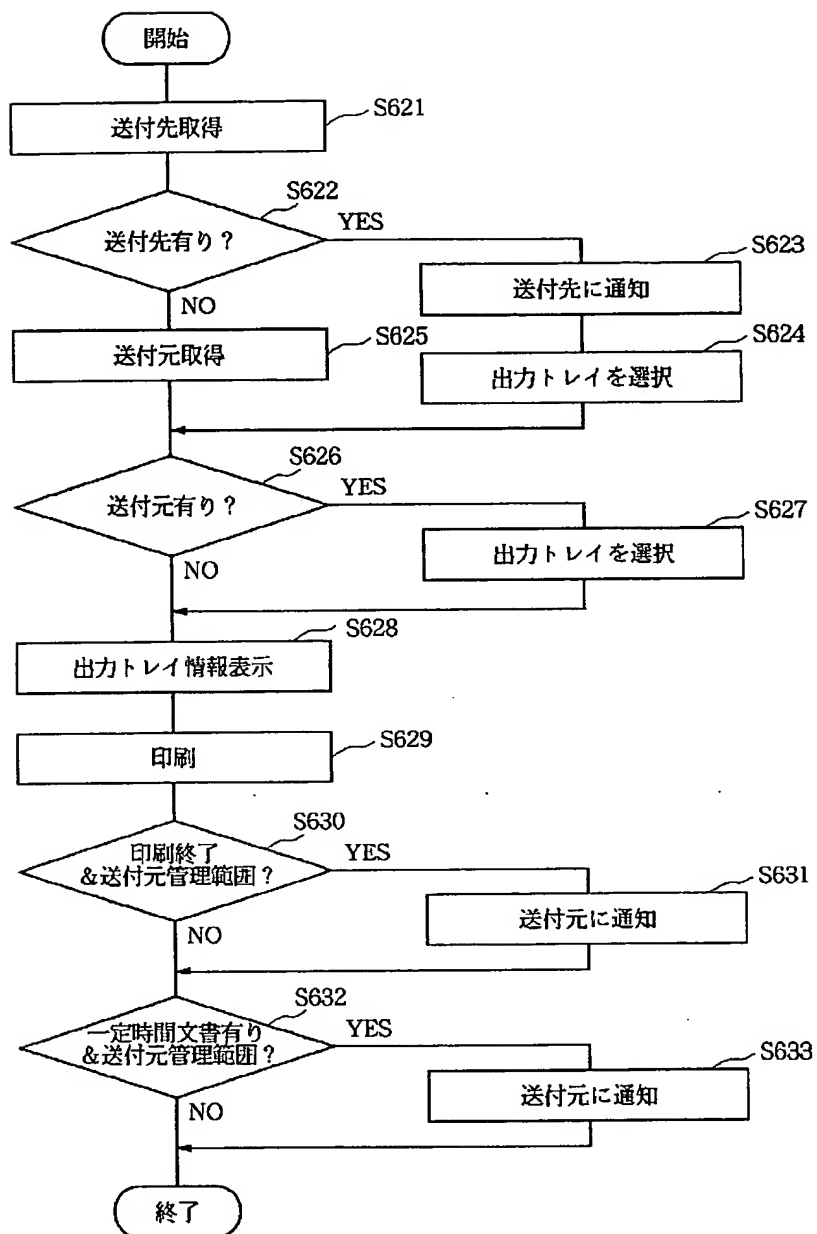 開始
S621
送付先取得
S622
送付先有り？
YES
NO
S623
送付先に通知
S624
出力トレイを選択
S625
送付元取得
S626
送付元有り？
YES
NO
S627
出力トレイを選択
S628
出力トレイ情報表示
S629
印刷
S630
印刷終了
＆送付元管理範囲？
YES
NO
S631
送付元に通知
S632
一定時間文書有り
＆送付元管理範囲？
YES
NO
S633
送付元に通知
終了